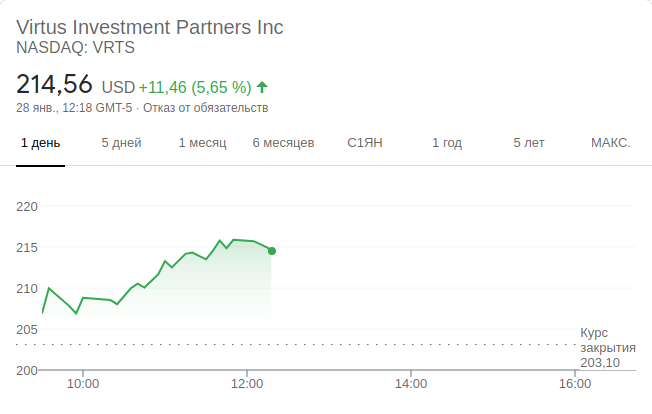 Virtus Investment Partners Inc
NASDAQ: VRTS
214,56 USD +11,46 (5,65 %)
28 янв., 12:18 GMT-5 · Отказ от обязательств
1 день 5 дней 1 месяц 6 месяцев С1ЯН 1 год 5 лет МАКС.
220
215
210
205
Курс
закрытия
203,10
200
10:00 12:00 14:00 16:00